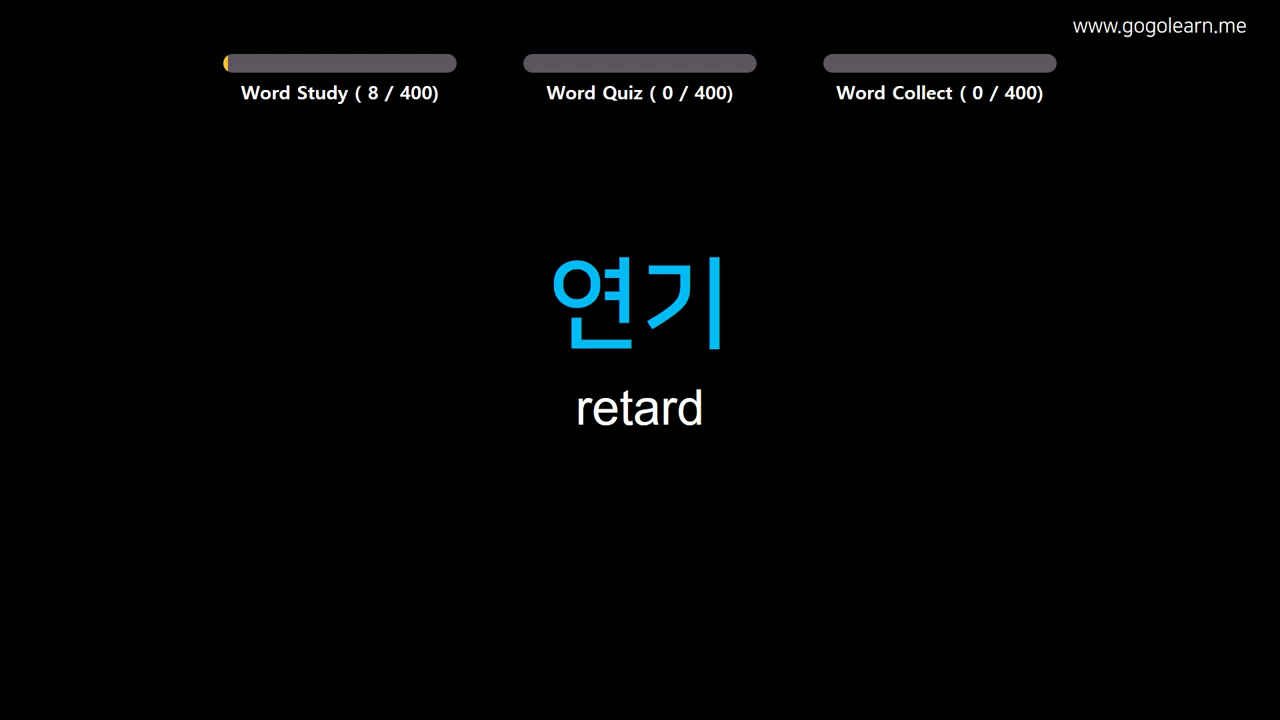 www.gogolearn.me
Word Study ( 8 / 400)
Word Quiz ( 0 / 400)
Word Collect ( 0 / 400)
연기
retard